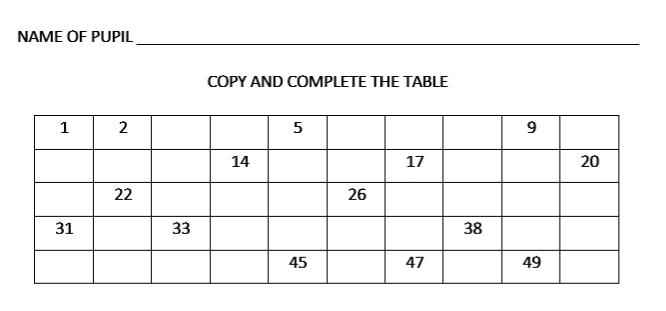 NAME OF PUPIL
COPY AND COMPLETE THE TABLE
1 2 5 9
14 17 20
22 26
31 33 38
45 47 49